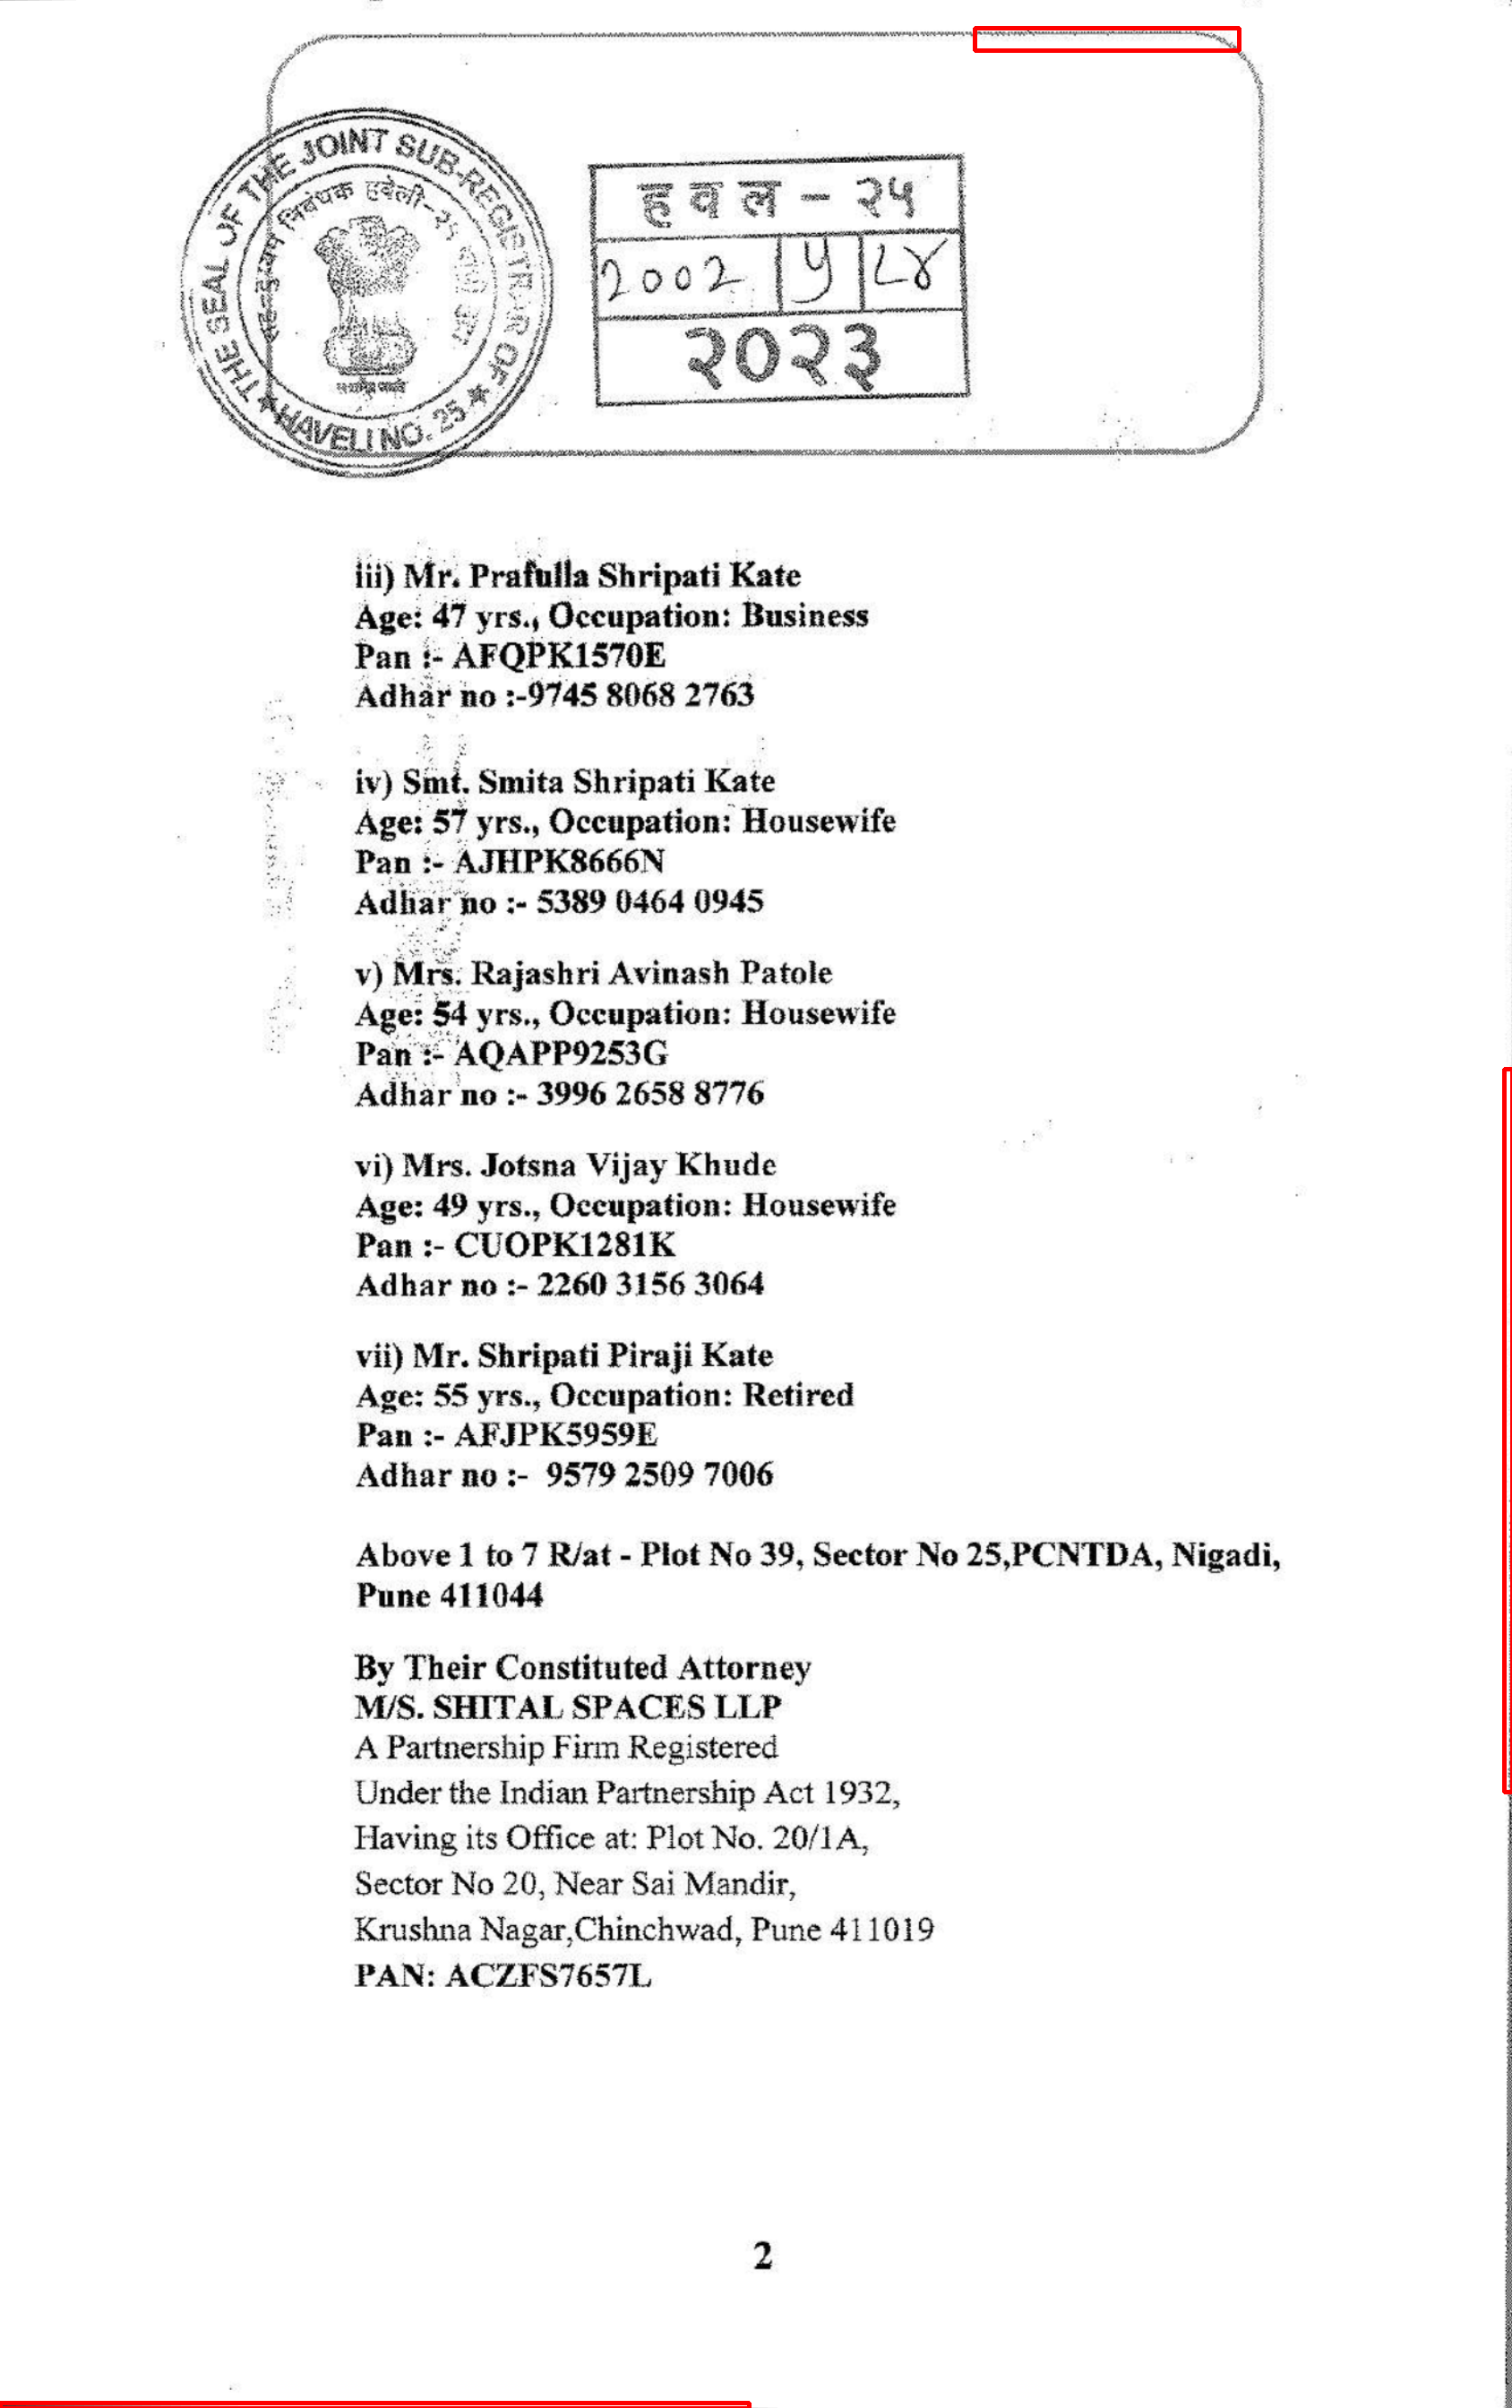 THE SEAL OF THE JOINT SUB-REGISTRAR OF
HAVELI NO. 25
हवल - २५
2002 | ५ | ८४
२०२३
iii) Mr. Prafulla Shripati Kate
Age: 47 yrs., Occupation: Business
Pan :- AFQPK1570E
Adhar no :-9745 8068 2763
iv) Smt. Smita Shripati Kate
Age: 57 yrs., Occupation: Housewife
Pan :- AJHPK8666N
Adhar no :- 5389 0464 0945
v) Mrs. Rajashri Avinash Patole
Age: 54 yrs., Occupation: Housewife
Pan :- AQAPP9253G
Adhar no :- 3996 2658 8776
vi) Mrs. Jotsna Vijay Khude
Age: 49 yrs., Occupation: Housewife
Pan :- CUOPK1281K
Adhar no :- 2260 3156 3064
vii) Mr. Shripati Piraji Kate
Age: 55 yrs., Occupation: Retired
Pan :- AFJPK5959E
Adhar no :- 9579 2509 7006
Above 1 to 7 R/at - Plot No 39, Sector No 25,PCNTDA, Nigadi,
Pune 411044
By Their Constituted Attorney
M/S. SHITAL SPACES LLP
A Partnership Firm Registered
Under the Indian Partnership Act 1932,
Having its Office at: Plot No. 20/1A,
Sector No 20, Near Sai Mandir,
Krushna Nagar,Chinchwad, Pune 411019
PAN: ACZFS7657L
2